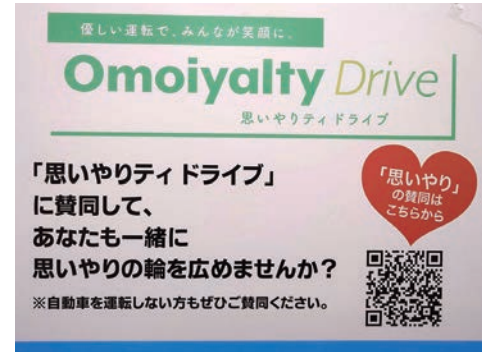 優しい運転で、みんなが笑顔に。
Omoiyalty Drive
思いやりティドライブ
「思いやりティ ドライブ」
に賛同して、
あなたも一緒に
思いやりの輪を広めませんか？
※自動車を運転しない方もぜひご賛同ください。
「思いやり」
の賛同は
こちらから